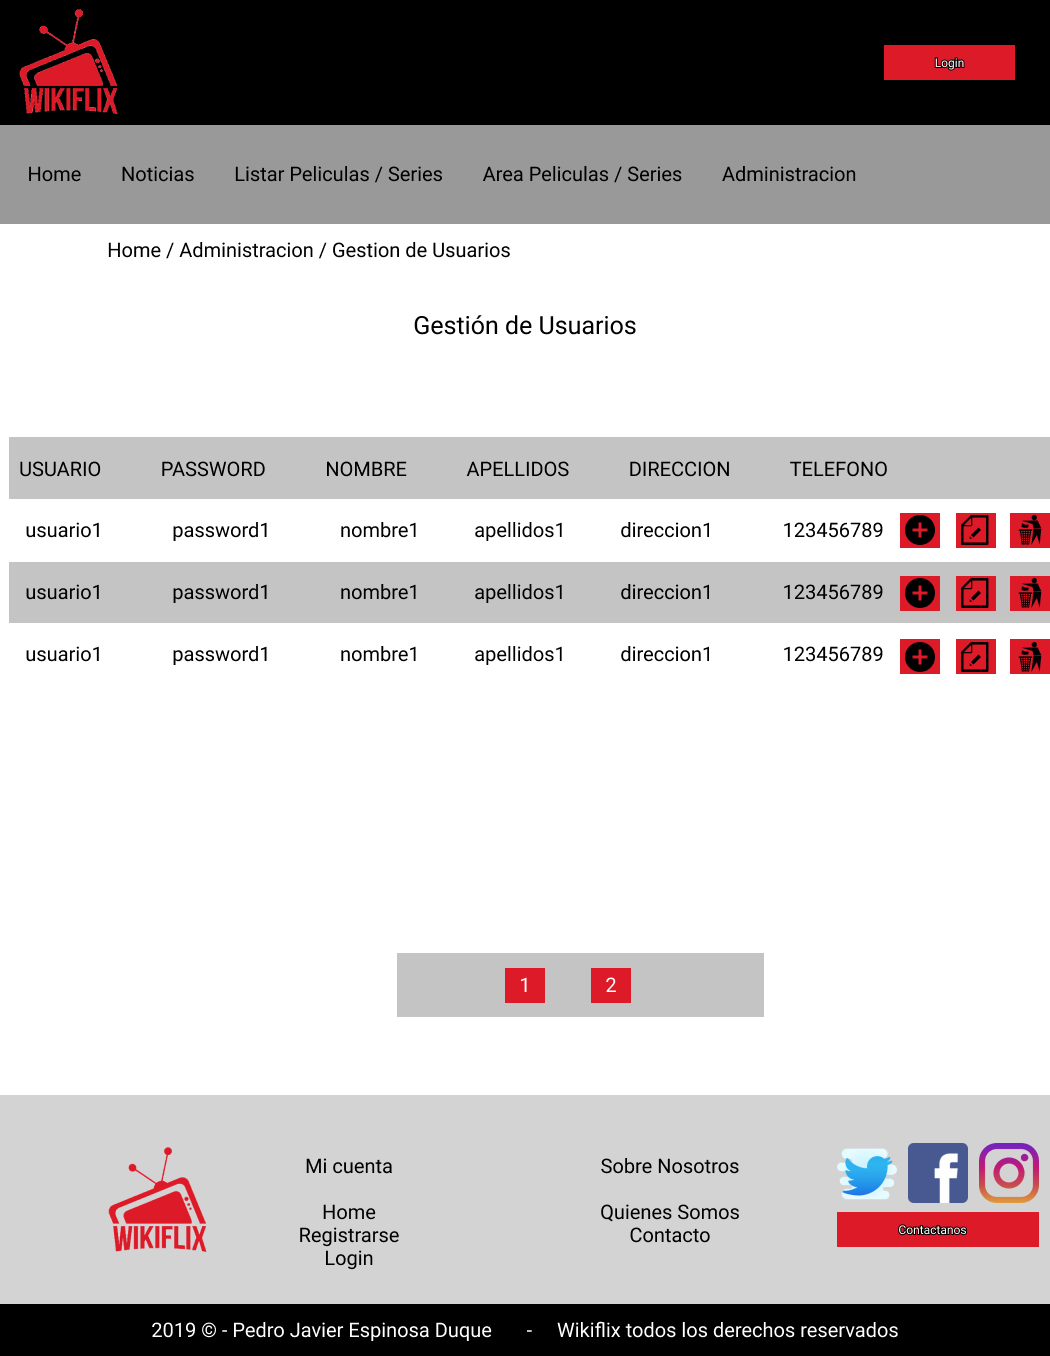 WIKIFLIX
Login
Home Noticias Listar Peliculas / Series Area Peliculas / Series Administracion
Home / Administracion / Gestion de Usuarios
Gestión de Usuarios
USUARIO PASSWORD NOMBRE APELLIDOS DIRECCION TELEFONO
usuario1 password1 nombre1 apellidos1 direccion1 123456789
usuario1 password1 nombre1 apellidos1 direccion1 123456789
usuario1 password1 nombre1 apellidos1 direccion1 123456789
1 2
WIKIFLIX
Mi cuenta
Home
Registrarse
Login
Sobre Nosotros
Quienes Somos
Contacto
Contactanos
2019 © - Pedro Javier Espinosa Duque - Wikiflix todos los derechos reservados